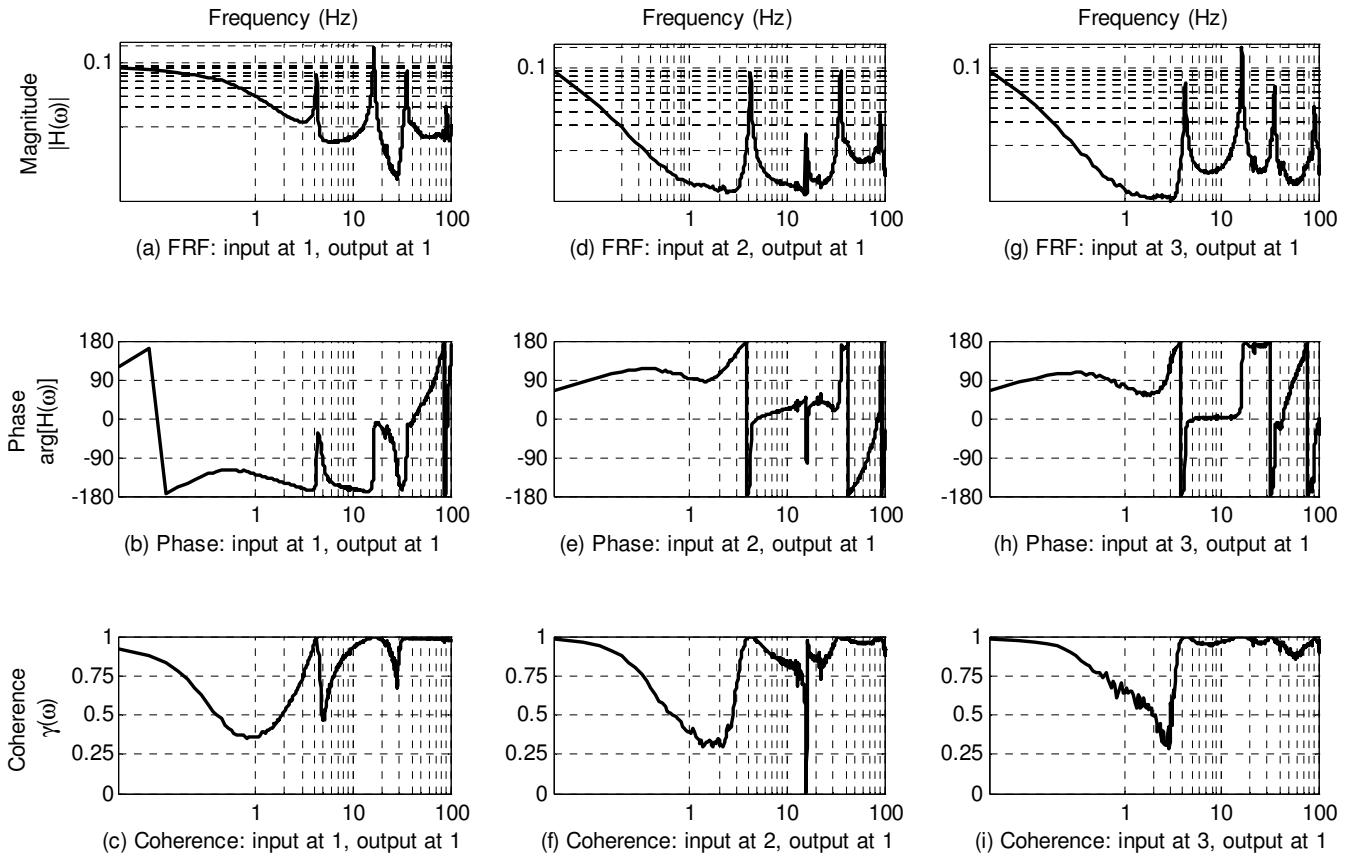 Frequency (Hz)
Frequency (Hz)
Frequency (Hz)
Magnitude
|H(ω)|
0.1
1 10 100
(a) FRF: input at 1, output at 1
0.1
1 10 100
(d) FRF: input at 2, output at 1
0.1
1 10 100
(g) FRF: input at 3, output at 1
Phase
arg[H(ω)]
180
90
0
-90
-180
1 10 100
(b) Phase: input at 1, output at 1
180
90
0
-90
-180
1 10 100
(e) Phase: input at 2, output at 1
180
90
0
-90
-180
1 10 100
(h) Phase: input at 3, output at 1
Coherence
γ(ω)
1
0.75
0.5
0.25
0
1 10 100
(c) Coherence: input at 1, output at 1
1
0.75
0.5
0.25
0
1 10 100
(f) Coherence: input at 2, output at 1
1
0.75
0.5
0.25
0
1 10 100
(i) Coherence: input at 3, output at 1